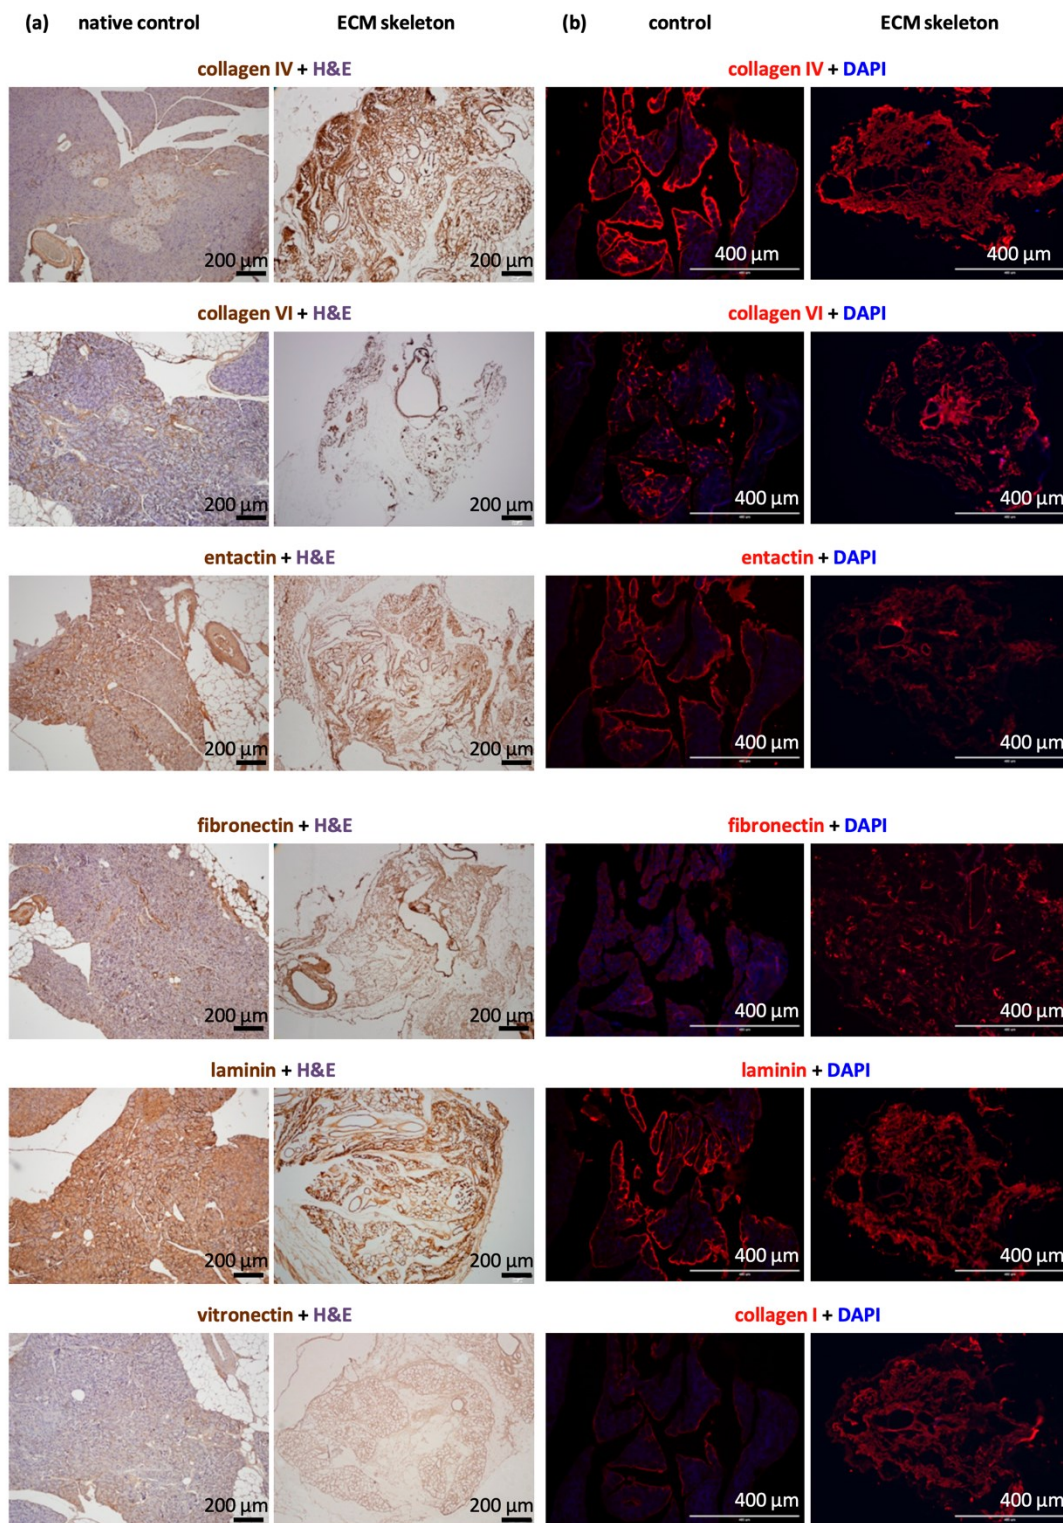 (a) native control ECM skeleton (b) control ECM skeleton
collagen IV + H&E collagen IV + DAPI
200 µm 200 µm 400 µm 400 µm
collagen VI + H&E collagen VI + DAPI
200 µm 200 µm 400 µm 400 µm
entactin + H&E entactin + DAPI
200 µm 200 µm 400 µm 400 µm
fibronectin + H&E fibronectin + DAPI
200 µm 200 µm 400 µm 400 µm
laminin + H&E laminin + DAPI
200 µm 200 µm 400 µm 400 µm
vitronectin + H&E collagen I + DAPI
200 µm 200 µm 400 µm 400 µm